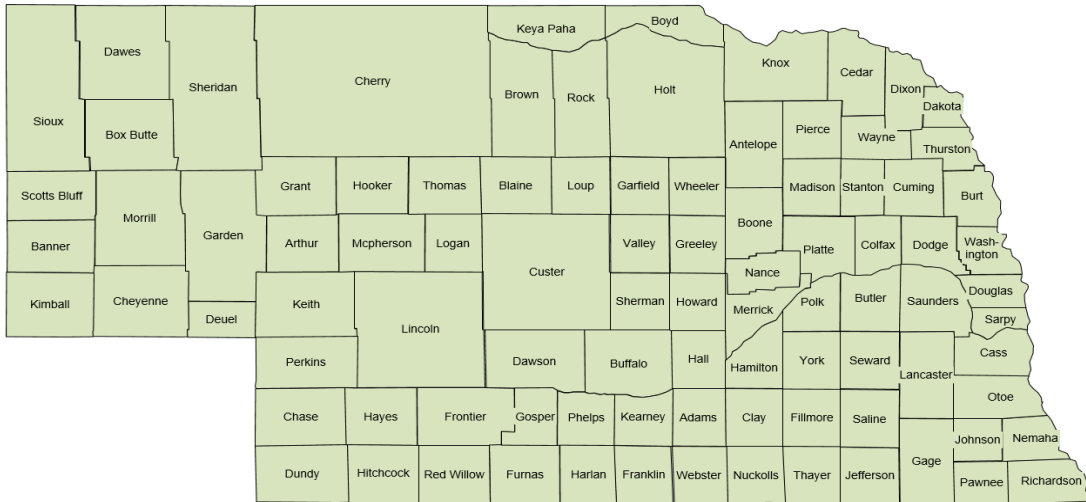 Keya Paha
Boyd
Dawes
Sheridan
Cherry
Knox
Cedar
Dixon
Dakota
Sioux
Box Butte
Brown
Rock
Holt
Antelope
Pierce
Wayne
Thurston
Scotts Bluff
Morrill
Garden
Grant
Hooker
Thomas
Blaine
Loup
Garfield
Wheeler
Madison
Stanton
Cuming
Burt
Boone
Banner
Arthur
Mcpherson
Logan
Custer
Valley
Greeley
Platte
Colfax
Dodge
Wash-
ington
Nance
Kimball
Cheyenne
Deuel
Keith
Lincoln
Sherman
Howard
Merrick
Polk
Butler
Saunders
Douglas
Sarpy
Perkins
Dawson
Buffalo
Hall
Hamilton
York
Seward
Lancaster
Cass
Otoe
Chase
Hayes
Frontier
Gosper
Phelps
Kearney
Adams
Clay
Fillmore
Saline
Johnson
Nemaha
Dundy
Hitchcock
Red Willow
Furnas
Harlan
Franklin
Webster
Nuckolls
Thayer
Jefferson
Gage
Pawnee
Richardson